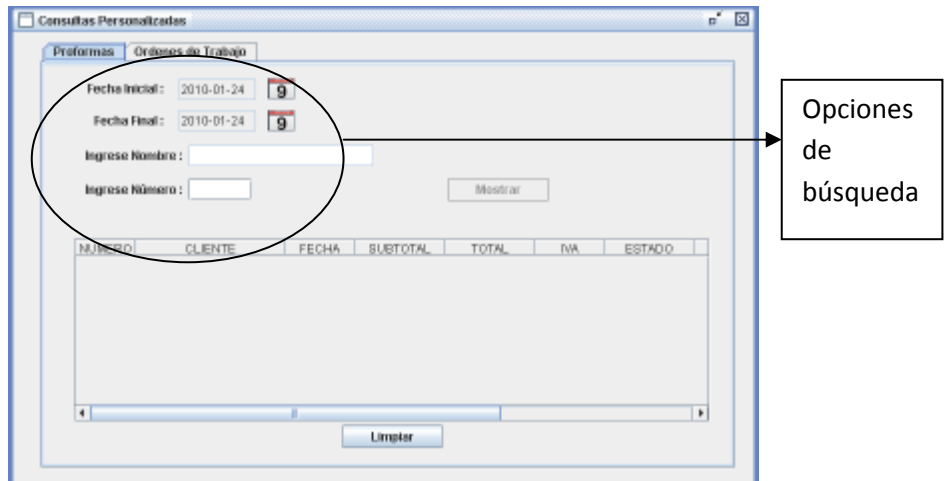 Consultas Personalizadas
Proformas Ordenes de Trabajo
Fecha Inicial : 2010-01-24 9
Fecha Final : 2010-01-24 9
Ingrese Nombre :
Ingrese Número : Mostrar
NUMERO CLIENTE FECHA SUBTOTAL TOTAL IVA ESTADO
Limpiar
Opciones
de
búsqueda